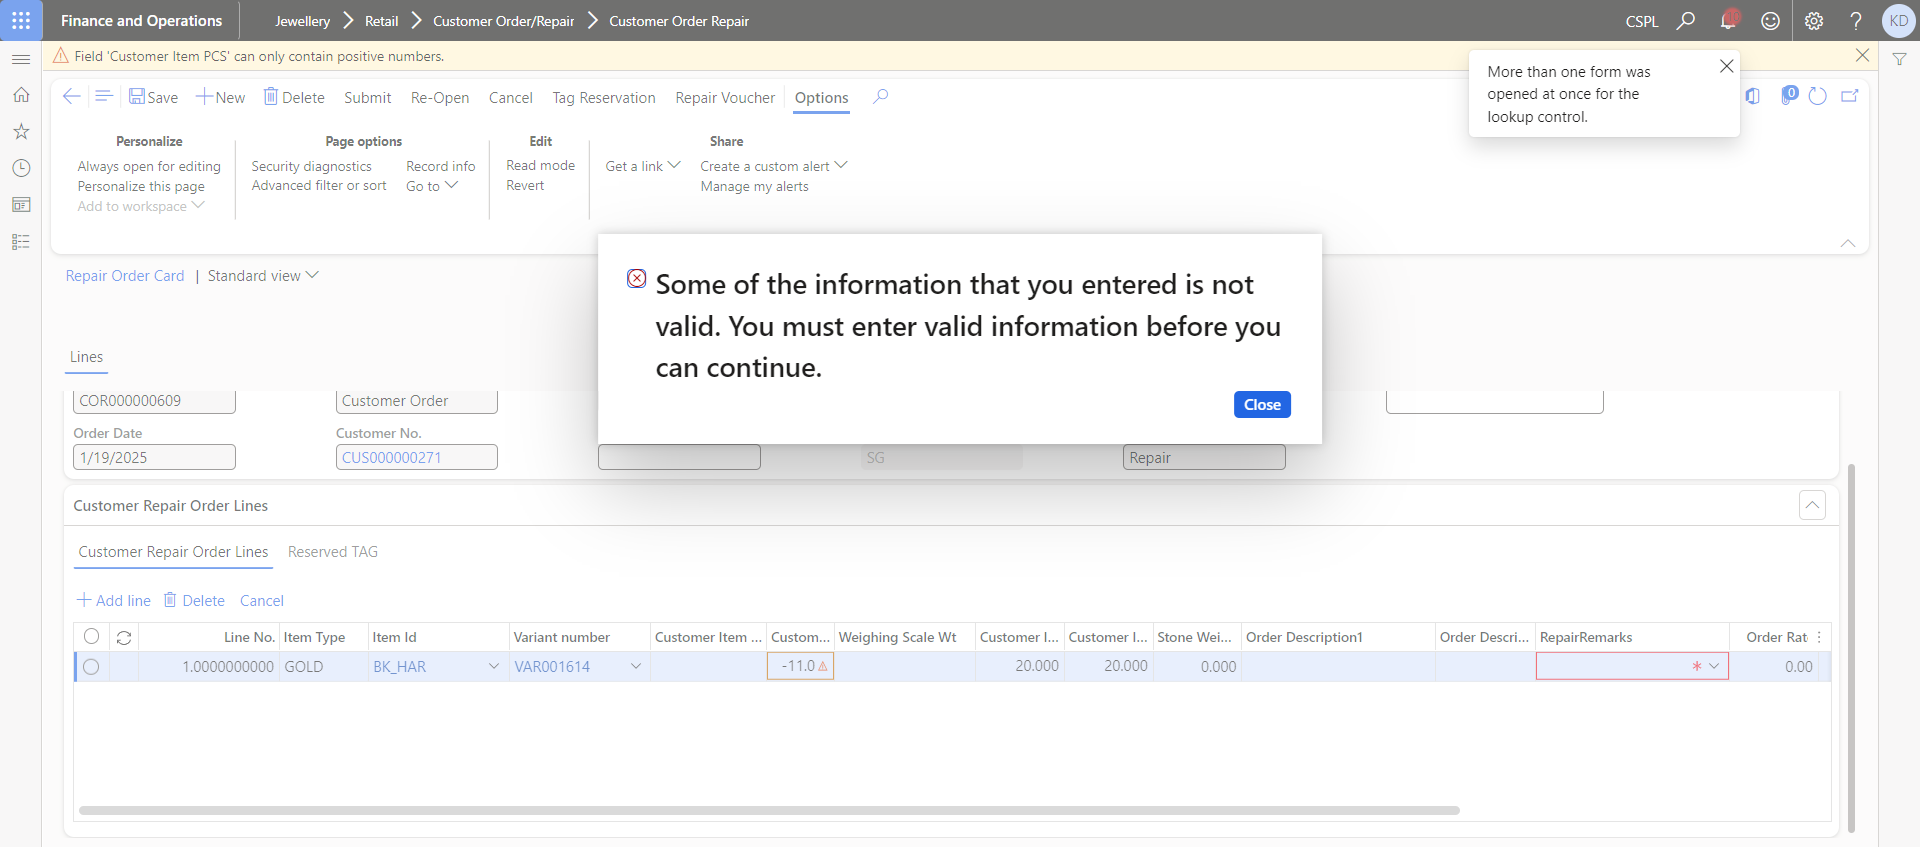 Finance and Operations
Jewellery Retail Customer Order/Repair Customer Order Repair
CSPL
KD
Field 'Customer Item PCS' can only contain positive numbers.
More than one form was
opened at once for the
lookup control.
Save New Delete Submit Re-Open Cancel Tag Reservation Repair Voucher Options
0
Personalize
Always open for editing
Personalize this page
Add to workspace
Page options
Security diagnostics Record info
Advanced filter or sort Go to
Edit
Read mode
Revert
Share
Get a link Create a custom alert
Manage my alerts
Some of the information that you entered is not
valid. You must enter valid information before you
can continue.
Close
Repair Order Card | Standard view
Lines
COR000000609 Customer Order
Order Date Customer No.
1/19/2025 CUS000000271 SG Repair
Customer Repair Order Lines
Customer Repair Order Lines Reserved TAG
Add line Delete Cancel
Line No. Item Type Item Id Variant number Customer Item ... Custom... Weighing Scale Wt Customer I... Customer I... Stone Wei... Order Description1 Order Descri... RepairRemarks Order Rat
1.0000000000 GOLD BK_HAR VAR001614 -11.0 20.000 20.000 0.000 * 0.00